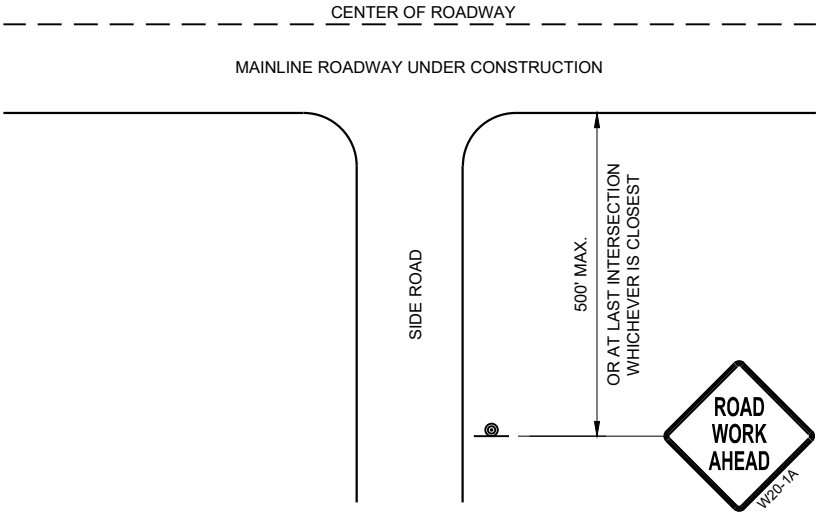 CENTER OF ROADWAY
MAINLINE ROADWAY UNDER CONSTRUCTION
SIDE ROAD
500' MAX.
OR AT LAST INTERSECTION
WHICHEVER IS CLOSEST
ROAD
WORK
AHEAD
W20-1A